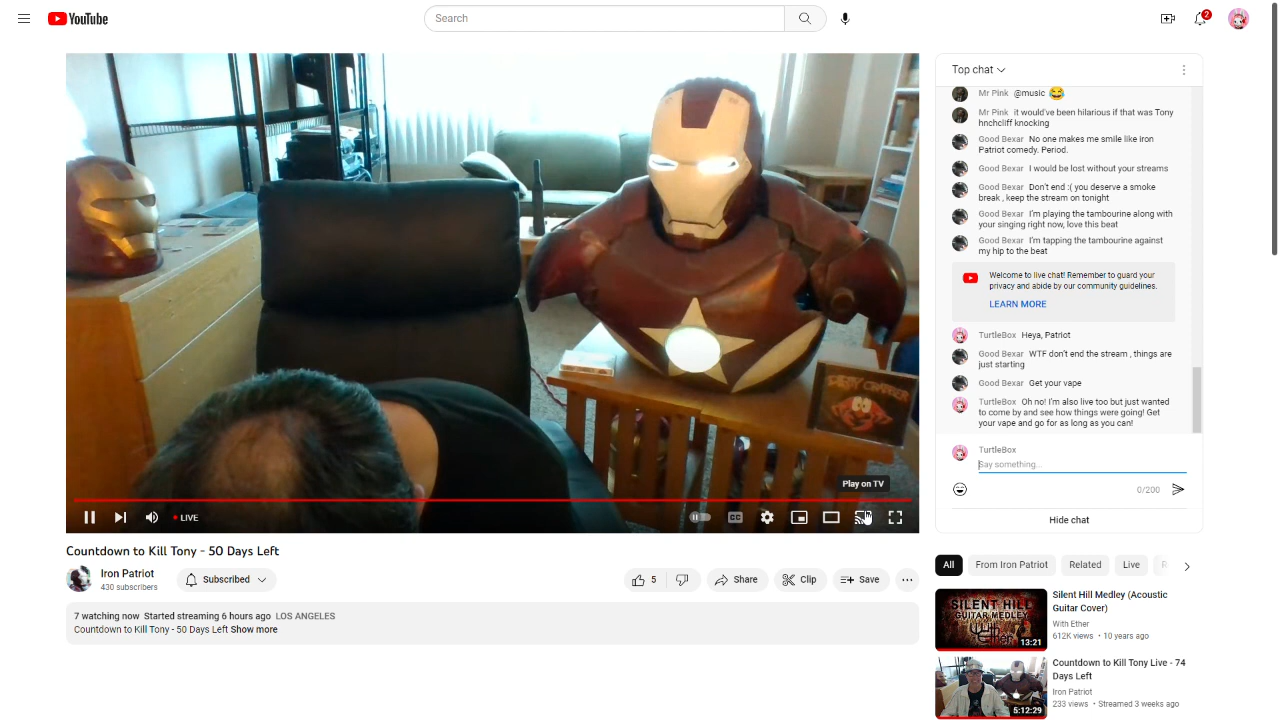 YouTube
Search
2
Top chat
Mr Pink @music
Mr Pink it would've been hilarious if that was Tony
hnchcliff knocking
Good Bexar No one makes me smile like iron
Patriot comedy. Period.
Good Bexar I would be lost without your streams
Good Bexar Don't end :( you deserve a smoke
break , keep the stream on tonight
Good Bexar I'm playing the tambourine along with
your singing right now, love this beat
Good Bexar I'm tapping the tambourine against
my hip to the beat
Welcome to live chat! Remember to guard your
privacy and abide by our community guidelines.
LEARN MORE
TurtleBox Heya, Patriot
Good Bexar WTF don't end the stream , things are
just starting
Good Bexar Get your vape
TurtleBox Oh no! I'm also live too but just wanted
to come by and see how things were going! Get
your vape and go for as long as you can!
TurtleBox
Say something...
0/200
Hide chat
Play on TV
LIVE
CC
Countdown to Kill Tony - 50 Days Left
Iron Patriot
430 subscribers
Subscribed
5
Share
Clip
Save
7 watching now Started streaming 6 hours ago LOS ANGELES
Countdown to Kill Tony - 50 Days Left Show more
All
From Iron Patriot
Related
Live
R
SILENT HILL
GUITAR MEDLEY
13:21
Silent Hill Medley (Acoustic
Guitar Cover)
With Ether
612K views • 10 years ago
5:12:29
Countdown to Kill Tony Live - 74
Days Left
Iron Patriot
233 views • Streamed 3 weeks ago